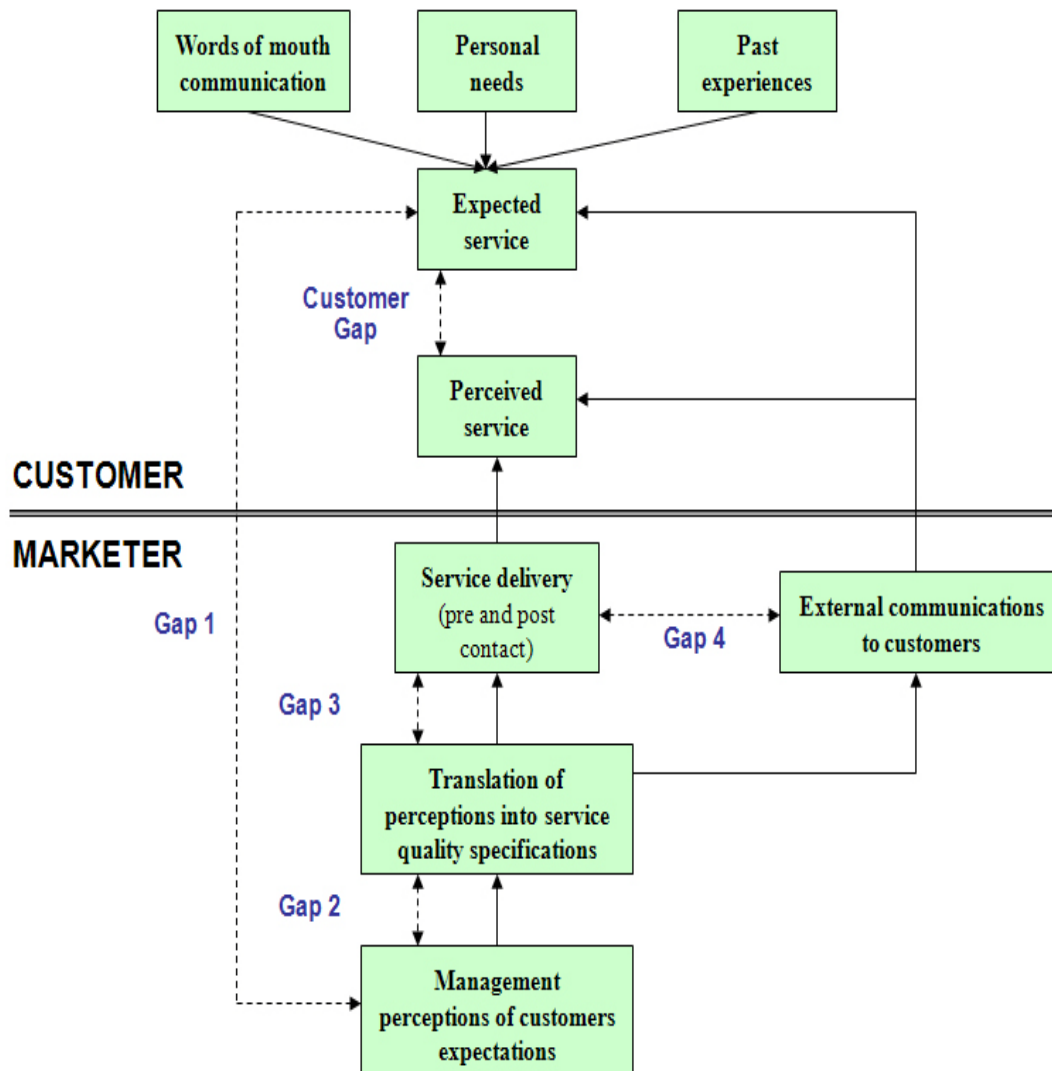 Words of mouth
communication
Personal
needs
Past
experiences
Expected
service
Customer
Gap
Perceived
service
CUSTOMER
MARKETER
Service delivery
(pre and post
contact)
External communications
to customers
Gap 1
Gap 4
Gap 3
Translation of
perceptions into service
quality specifications
Gap 2
Management
perceptions of customers
expectations